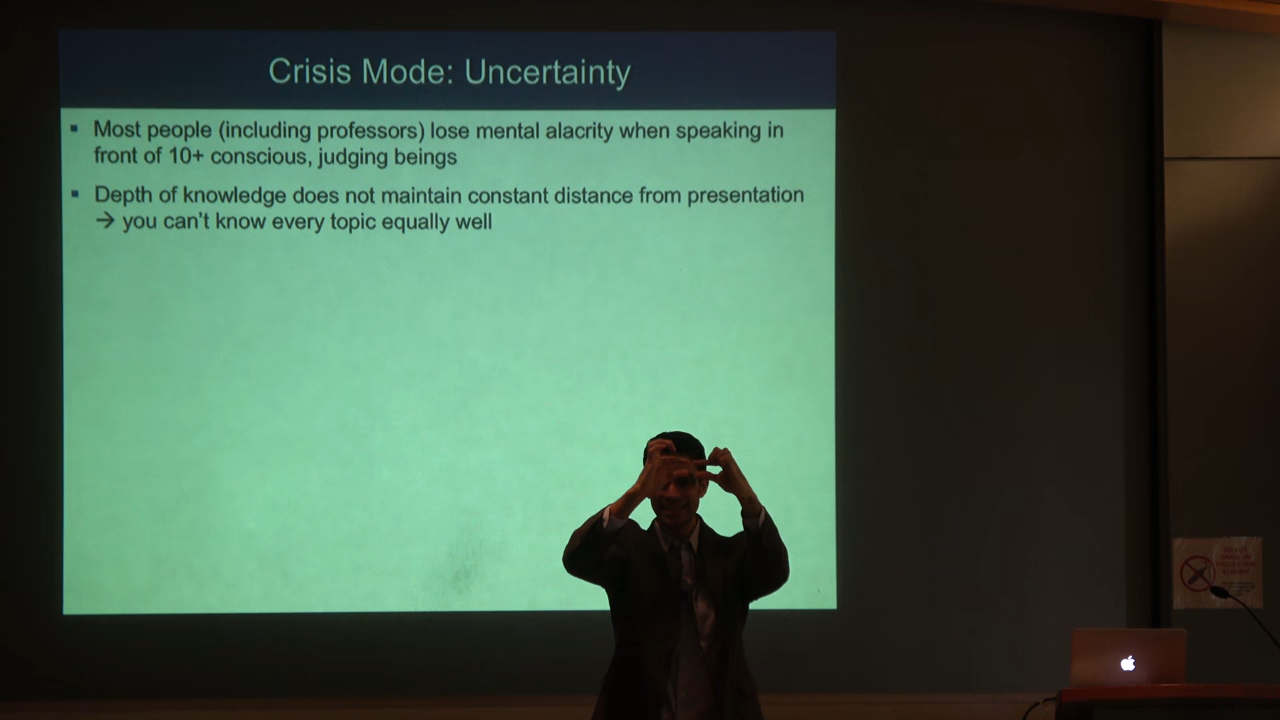 Crisis Mode: Uncertainty
▪ Most people (including professors) lose mental alacrity when speaking in
front of 10+ conscious, judging beings
▪ Depth of knowledge does not maintain constant distance from presentation
→ you can't know every topic equally well